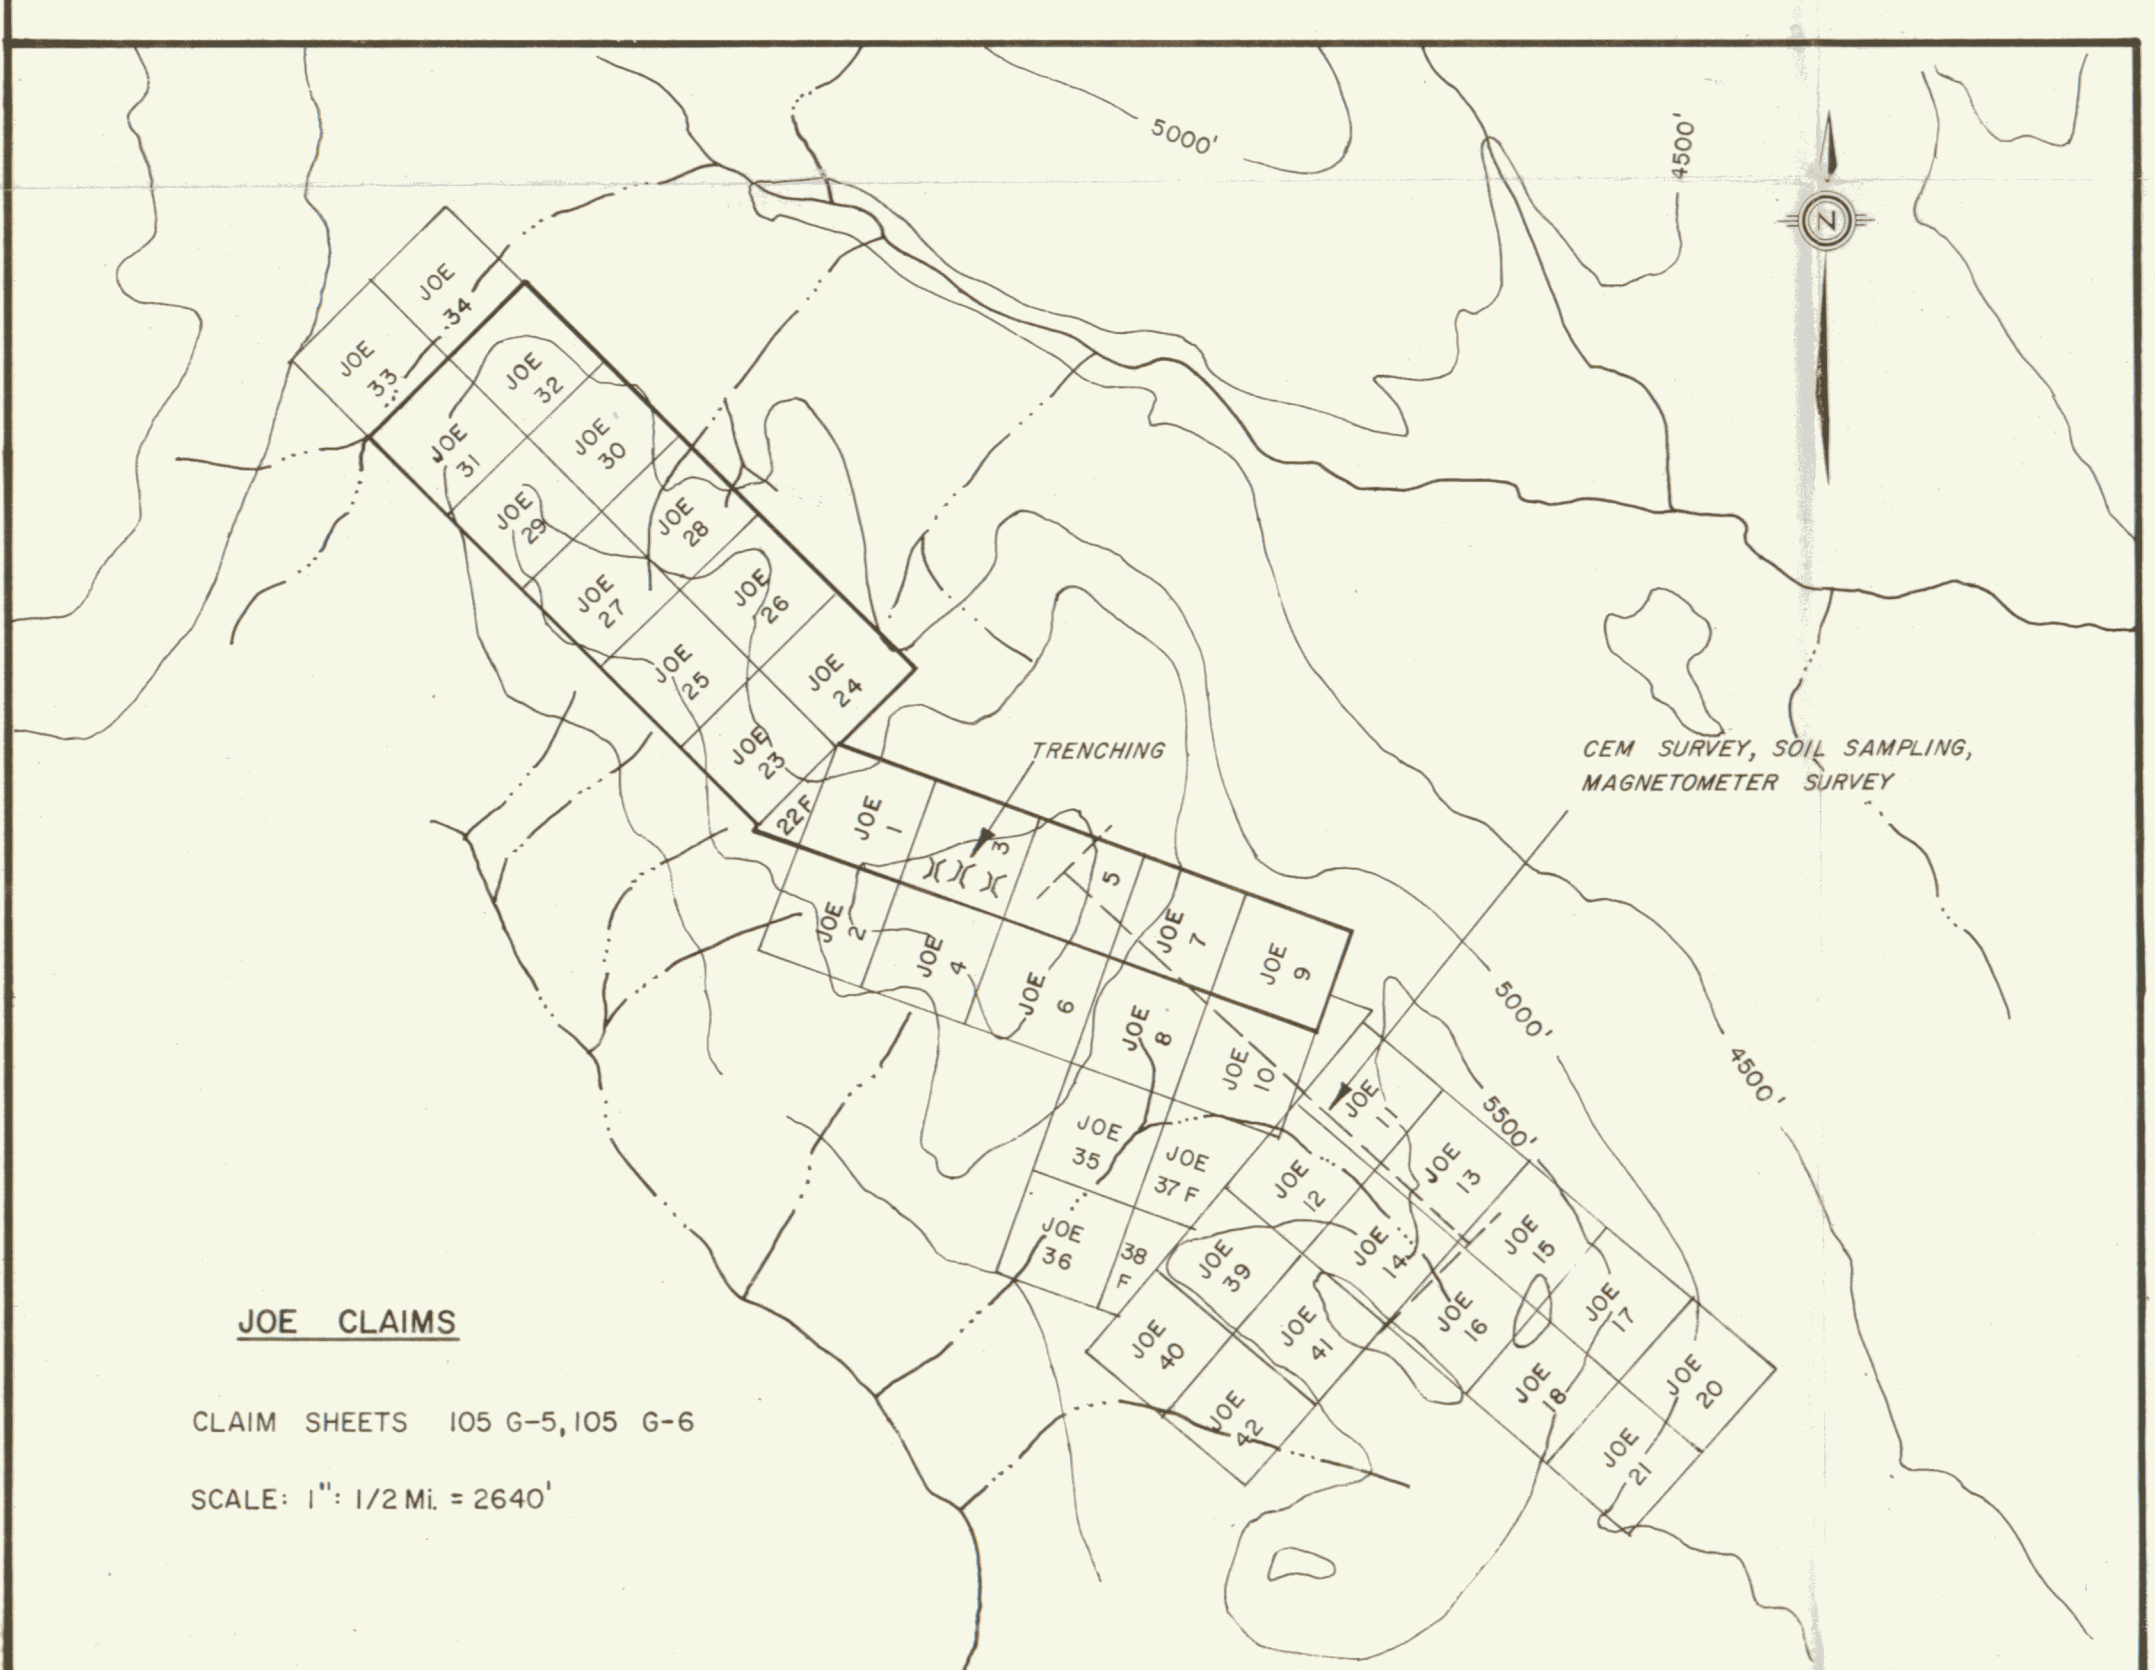 5000'
4500'
N
JOE
34
JOE
33
JOE
32
JOE
31
JOE
30
JOE
29
JOE
28
JOE
27
JOE
26
JOE
25
JOE
24
JOE
23
22F
TRENCHING
CEM SURVEY, SOIL SAMPLING,
MAGNETOMETER SURVEY
JOE
1
3
5
JOE
7
JOE
9
JOE
2
JOE
4
JOE
6
JOE
8
JOE
10
5000'
4500'
5500'
JOE
11
JOE
13
JOE
12
JOE
35
JOE
37 F
JOE
36
38
F
JOE
39
JOE
14
JOE
15
JOE
16
JOE
17
JOE
40
JOE
41
JOE
42
JOE
18
JOE
20
JOE
21
JOE CLAIMS
CLAIM SHEETS 105 G-5, 105 G-6
SCALE: 1": 1/2 Mi. = 2640'